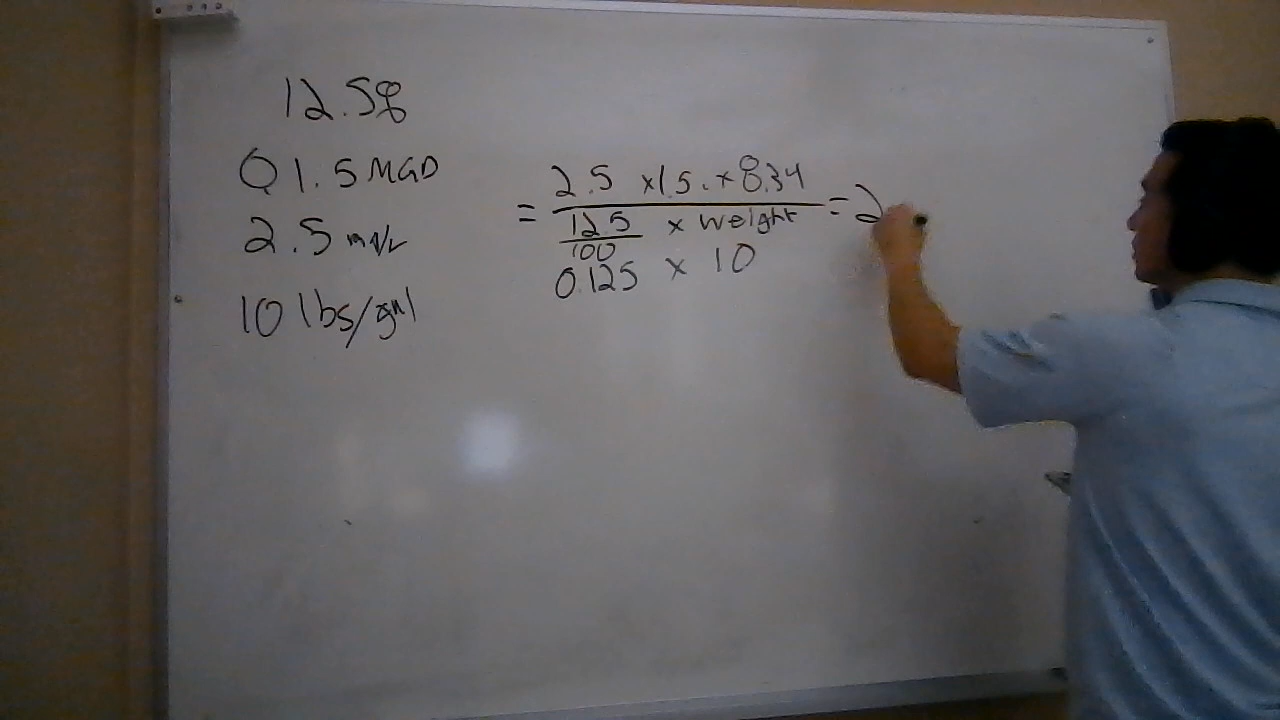 12.5%
Q 1.5 MGD
2.5 mg/L
10 lbs/gal
= 2.5 x 1.5. x 8.34 = 2
12.5 x weight
100
0.125 x 10